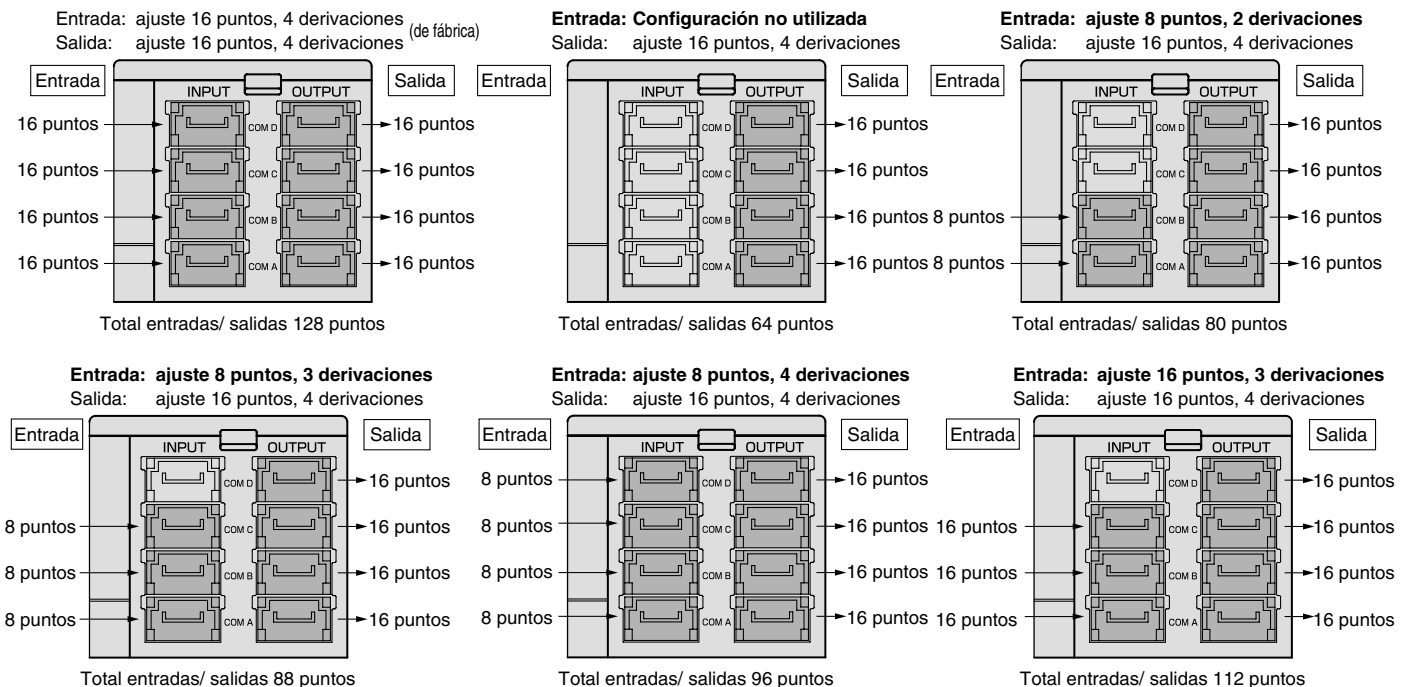 Entrada: ajuste 16 puntos, 4 derivaciones
Salida: ajuste 16 puntos, 4 derivaciones
(de fábrica)
Entrada
Salida
INPUT
OUTPUT
16 puntos
COM D
16 puntos
16 puntos
COM C
16 puntos
16 puntos
COM B
16 puntos
16 puntos
COM A
16 puntos
Total entradas/ salidas 128 puntos
Entrada: Configuración no utilizada
Salida: ajuste 16 puntos, 4 derivaciones
Entrada
Salida
INPUT
OUTPUT
COM D
16 puntos
COM C
16 puntos
COM B
16 puntos
COM A
16 puntos
Total entradas/ salidas 64 puntos
Entrada: ajuste 8 puntos, 2 derivaciones
Salida: ajuste 16 puntos, 4 derivaciones
Entrada
Salida
INPUT
OUTPUT
COM D
16 puntos
COM C
16 puntos
8 puntos
COM B
16 puntos
8 puntos
COM A
16 puntos
Total entradas/ salidas 80 puntos
Entrada: ajuste 8 puntos, 3 derivaciones
Salida: ajuste 16 puntos, 4 derivaciones
Entrada
Salida
INPUT
OUTPUT
COM D
16 puntos
8 puntos
COM C
16 puntos
8 puntos
COM B
16 puntos
8 puntos
COM A
16 puntos
Total entradas/ salidas 88 puntos
Entrada: ajuste 8 puntos, 4 derivaciones
Salida: ajuste 16 puntos, 4 derivaciones
Entrada
Salida
INPUT
OUTPUT
8 puntos
COM D
16 puntos
8 puntos
COM C
16 puntos
8 puntos
COM B
16 puntos
8 puntos
COM A
16 puntos
Total entradas/ salidas 96 puntos
Entrada: ajuste 16 puntos, 3 derivaciones
Salida: ajuste 16 puntos, 4 derivaciones
Entrada
Salida
INPUT
OUTPUT
COM D
16 puntos
16 puntos
COM C
16 puntos
16 puntos
COM B
16 puntos
16 puntos
COM A
16 puntos
Total entradas/ salidas 112 puntos